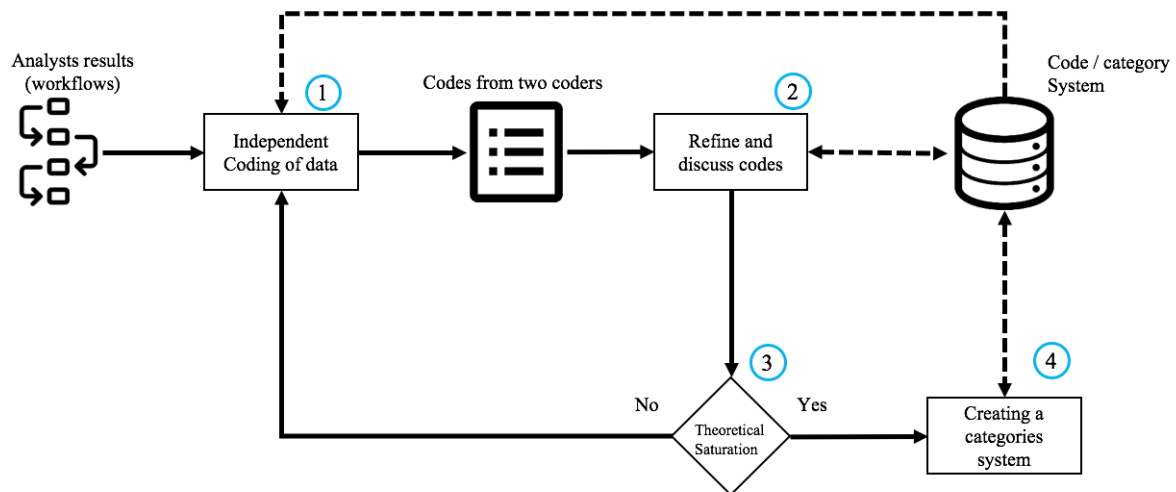 Analysts results
(workflows)
1
Independent
Coding of data
Codes from two coders
2
Refine and
discuss codes
Code / category
System
3
No
Yes
Theoretical
Saturation
4
Creating a
categories
system